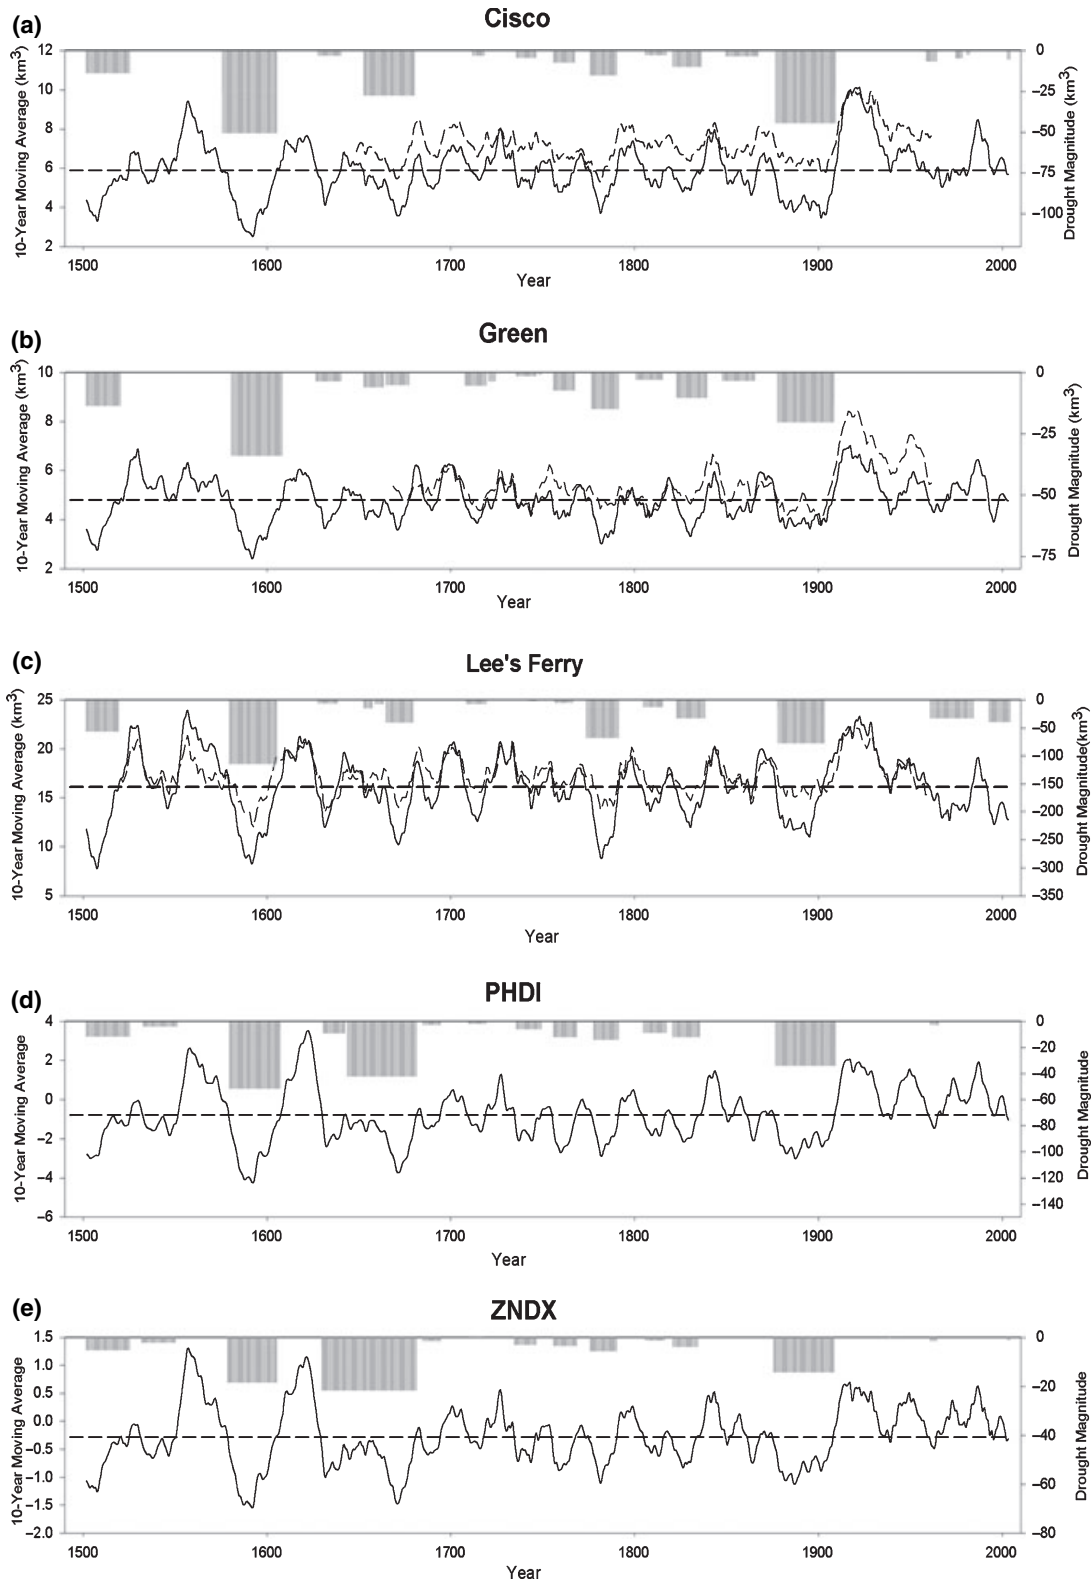 (a)
Cisco
10-Year Moving Average (km3)
12
10
8
6
4
2
0
–25
–50
–75
–100
Drought Magnitude (km3)
1500 1600 1700 1800 1900 2000
Year
(b)
Green
10-Year Moving Average (km3)
10
8
6
4
2
0
–25
–50
–75
Drought Magnitude (km3)
1500 1600 1700 1800 1900 2000
Year
(c)
Lee's Ferry
10-Year Moving Average (km3)
25
20
15
10
5
0
–50
–100
–150
–200
–250
–300
–350
Drought Magnitude(km3)
1500 1600 1700 1800 1900 2000
Year
(d)
PHDI
10-Year Moving Average
4
2
0
–2
–4
–6
0
–20
–40
–60
–80
–100
–120
–140
Drought Magnitude
1500 1600 1700 1800 1900 2000
Year
(e)
ZNDX
10-Year Moving Average
1.5
1.0
0.5
0.0
–0.5
–1.0
–1.5
–2.0
0
–20
–40
–60
–80
Drought Magnitude
1500 1600 1700 1800 1900 2000
Year